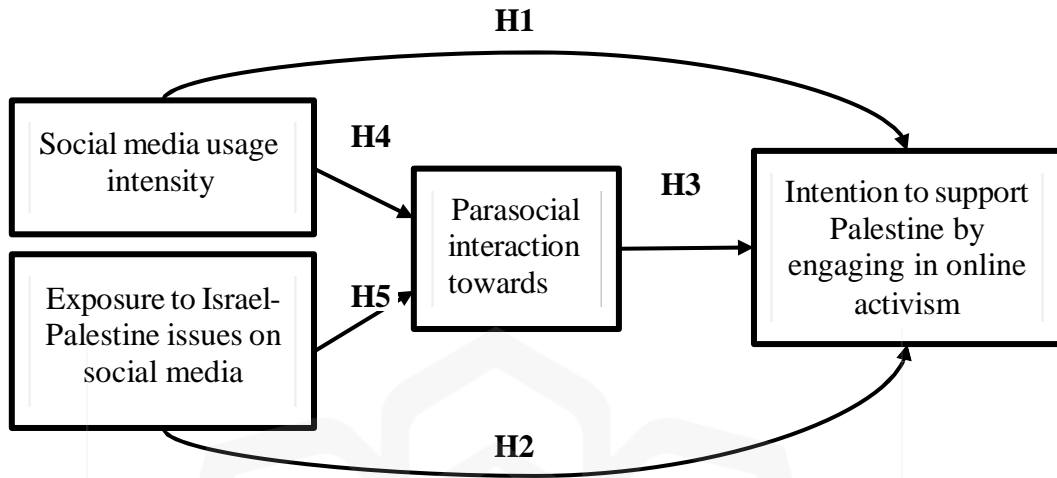 H1
Social media usage
intensity
H4
Parasocial
interaction
towards
H3
Intention to support
Palestine by
engaging in online
activism
Exposure to Israel-
Palestine issues on
social media
H5
H2